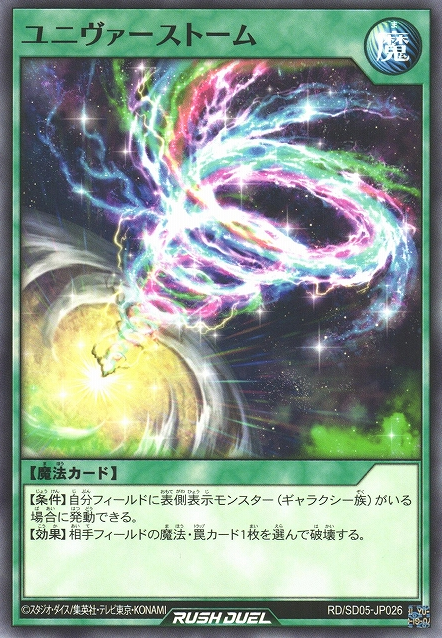 ユニヴァーストーム
魔
【魔法カード】
【条件】自分フィールドに表側表示モンスター(ギャラクシー族)がいる
場合に発動できる。
【効果】相手フィールドの魔法・罠カード1枚を選んで破壊する。
©スタジオ・ダイス/集英社・テレビ東京・KONAMI
RUSH DUEL
RD/SD05-JP026